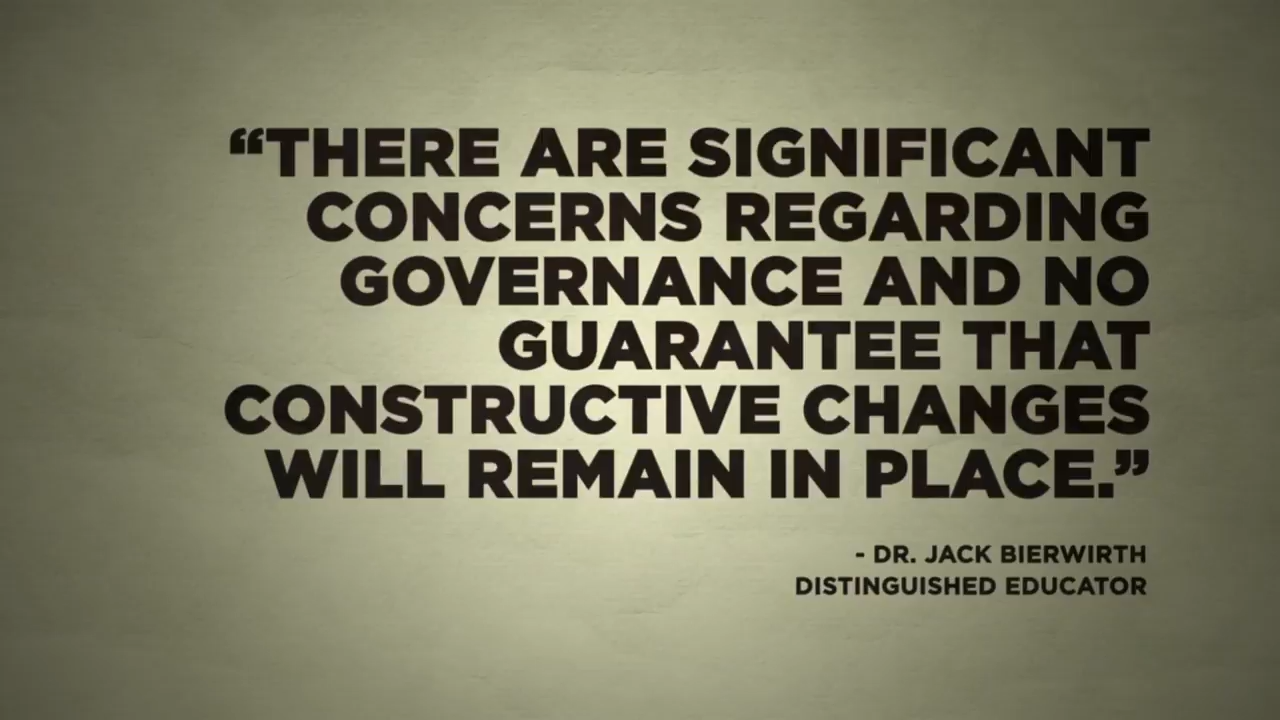 “THERE ARE SIGNIFICANT
CONCERNS REGARDING
GOVERNANCE AND NO
GUARANTEE THAT
CONSTRUCTIVE CHANGES
WILL REMAIN IN PLACE.”
- DR. JACK BIERWIRTH
DISTINGUISHED EDUCATOR